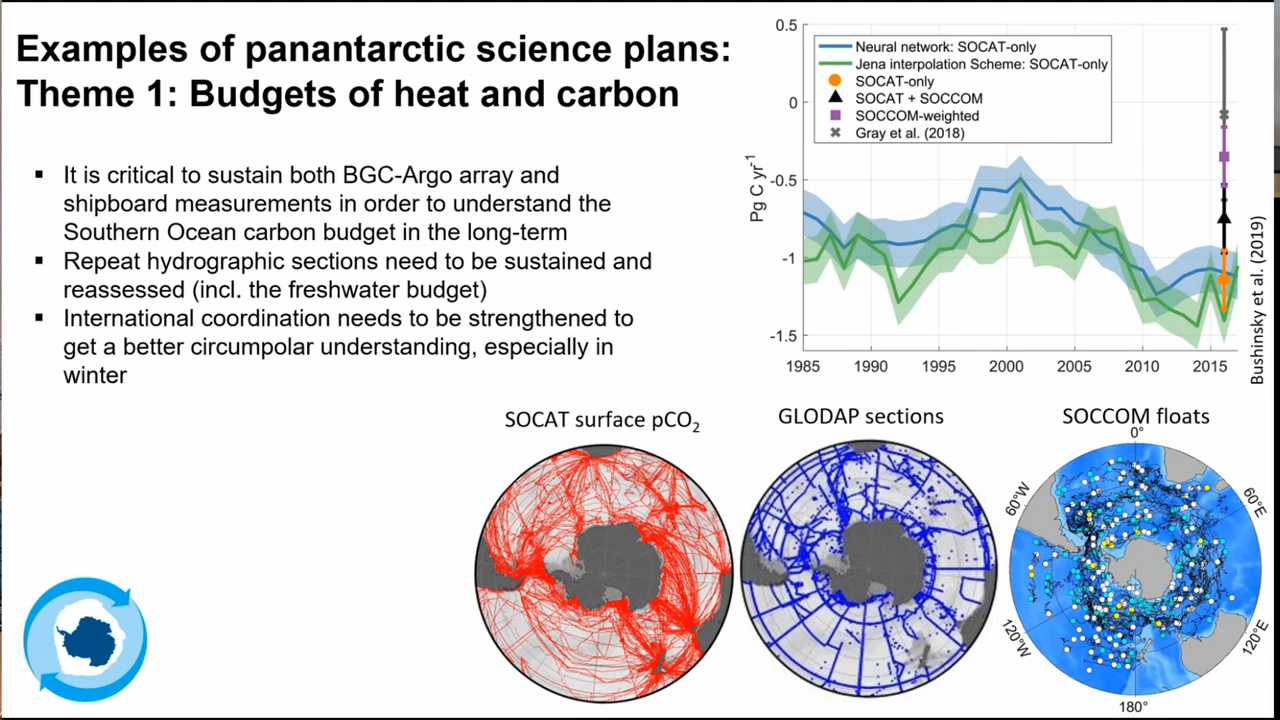 Examples of panantarctic science plans:
Theme 1: Budgets of heat and carbon
▪ It is critical to sustain both BGC-Argo array and
shipboard measurements in order to understand the
Southern Ocean carbon budget in the long-term
▪ Repeat hydrographic sections need to be sustained and
reassessed (incl. the freshwater budget)
▪ International coordination needs to be strengthened to
get a better circumpolar understanding, especially in
winter
Pg C yr⁻¹
0.5
0
-0.5
-1
-1.5
Neural network: SOCAT-only
Jena interpolation Scheme: SOCAT-only
SOCAT-only
SOCAT + SOCCOM
SOCCOM-weighted
Gray et al. (2018)
1985 1990 1995 2000 2005 2010 2015
Bushinsky et al. (2019)
SOCAT surface pCO₂
GLODAP sections
SOCCOM floats
0°
60°W
60°E
120°W
120°E
180°